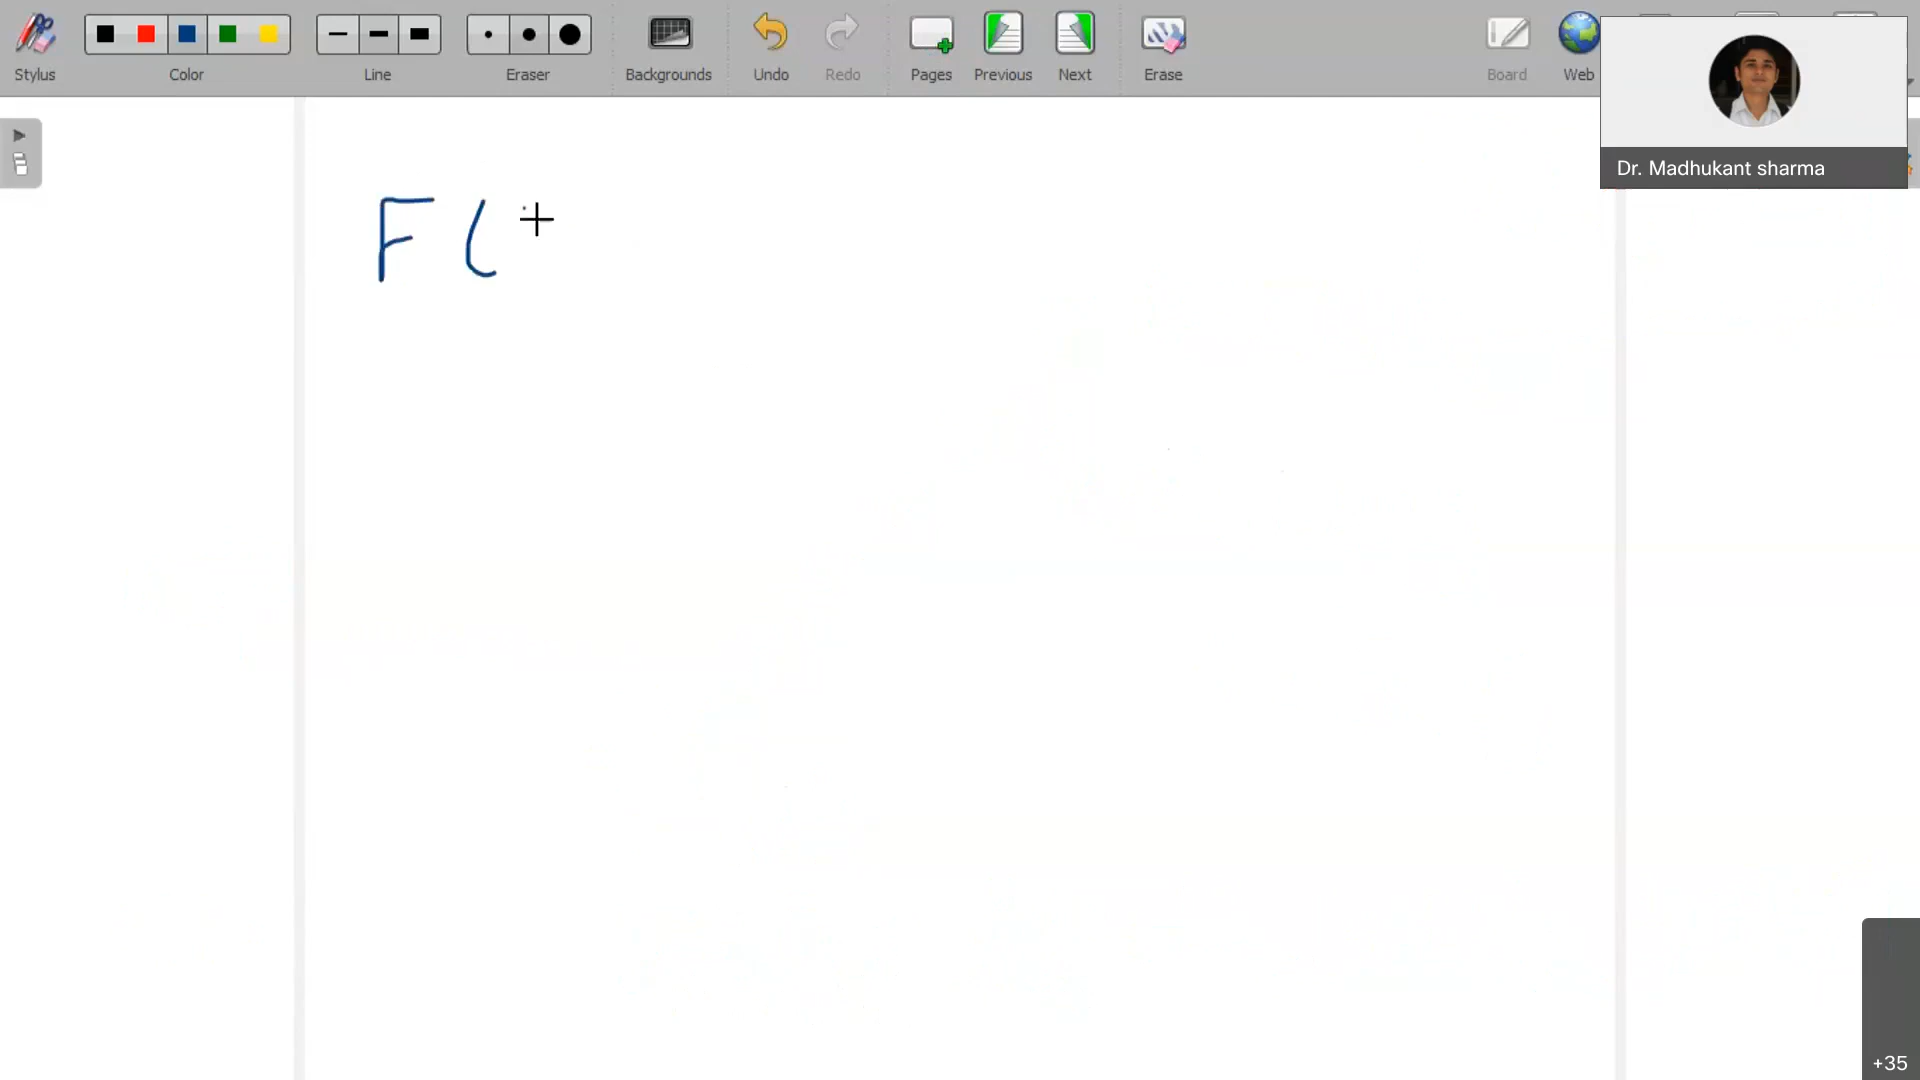 Stylus Color Line Eraser Backgrounds Undo Redo Pages Previous Next Erase Board Web
Dr. Madhukant sharma
F (
+35